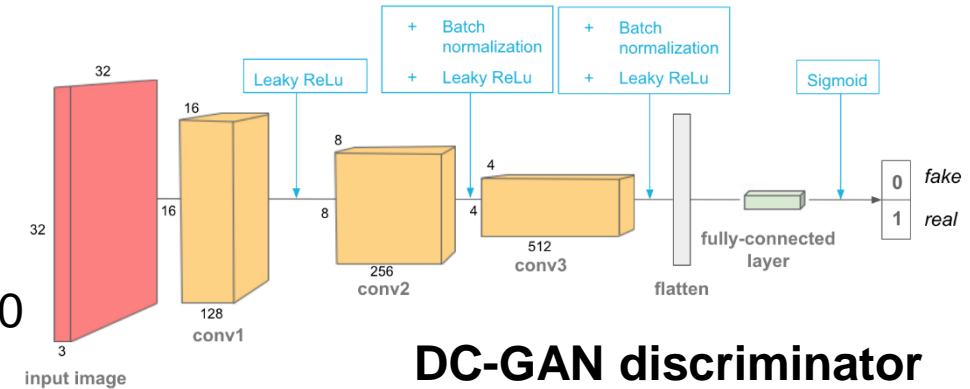 32
32
3
input image
0
16
16
128
conv1
Leaky ReLu
8
8
256
conv2
+ Batch
normalization
+ Leaky ReLu
4
4
512
conv3
+ Batch
normalization
+ Leaky ReLu
flatten
fully-connected
layer
Sigmoid
0 fake
1 real
DC-GAN discriminator